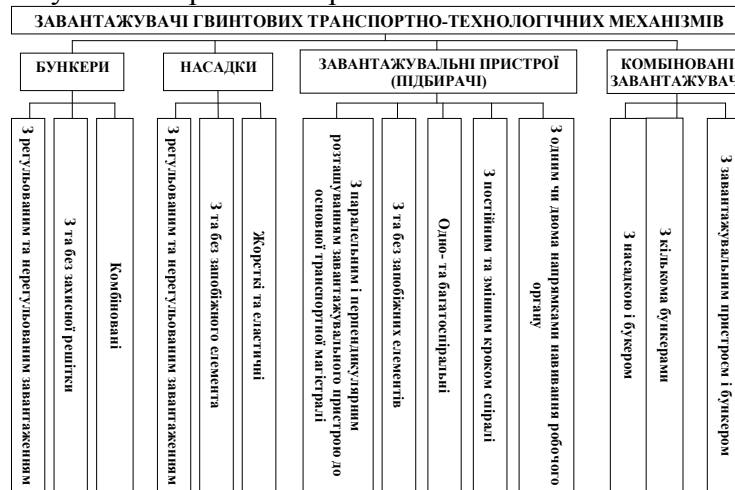 ЗАВАНТАЖУВАЧІ ГВИНТОВИХ ТРАНСПОРТНО-ТЕХНОЛОГІЧНИХ МЕХАНІЗМІВ
БУНКЕРИ
НАСАДКИ
ЗАВАНТАЖУВАЛЬНІ ПРИСТРОЇ
(ПІДБИРАЧІ)
КОМБІНОВАНІ
ЗАВАНТАЖУВАЧ
З регульованим та нерегульованим завантаженням
З та без захисної решітки
Комбіновані
З регульованим та нерегульованим завантаженням
З та без запобіжного елемента
Жорсткі та еластичні
З паралельним і перпендикулярним
розташуванням завантажувального пристрою до
основної транспортної магістралі
З та без запобіжних елементів
Одно- та багатоспіральні
З постійним та змінним кроком спіралі
З одним чи двома напрямками навивання робочого
органу
З насадкою і букером
З кількома бункерами
З завантажувальним пристроєм і бункером